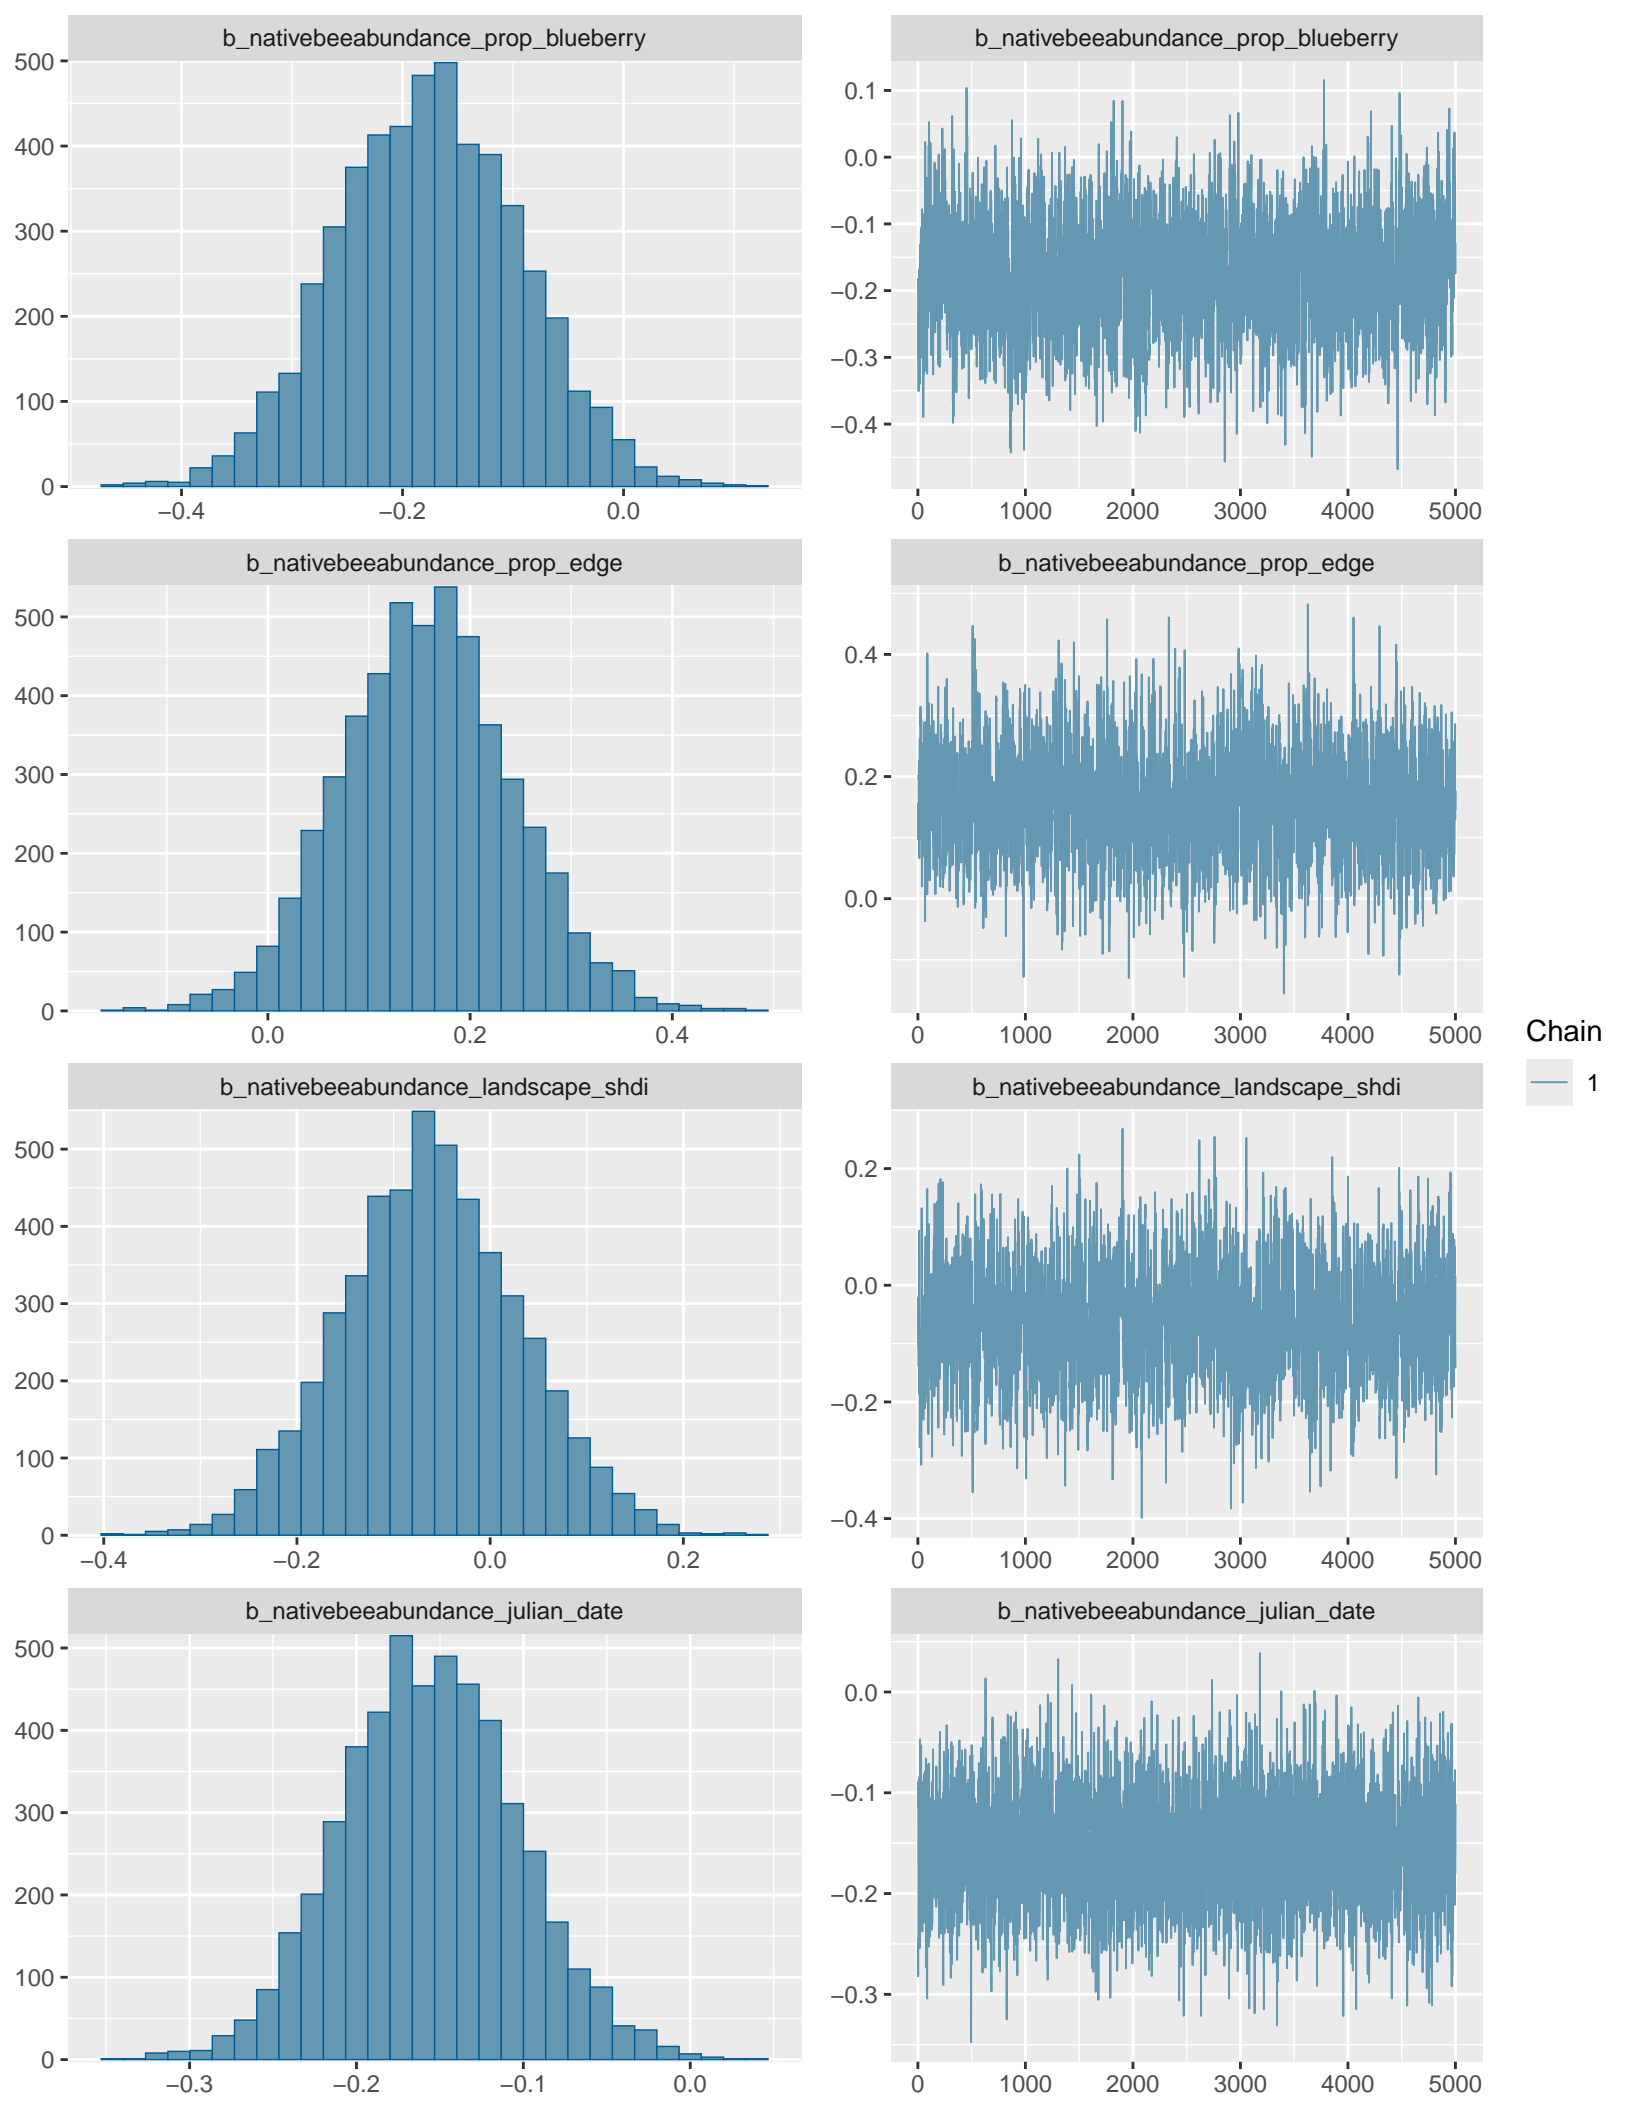 b_nativebeeabundance_prop_blueberry
500
400
300
200
100
0
−0.4 −0.2 0.0
b_nativebeeabundance_prop_blueberry
0.1
0.0
−0.1
−0.2
−0.3
−0.4
0 1000 2000 3000 4000 5000
b_nativebeeabundance_prop_edge
500
400
300
200
100
0
0.0 0.2 0.4
b_nativebeeabundance_prop_edge
0.4
0.2
0.0
0 1000 2000 3000 4000 5000
b_nativebeeabundance_landscape_shdi
500
400
300
200
100
0
−0.4 −0.2 0.0 0.2
b_nativebeeabundance_landscape_shdi
0.2
0.0
−0.2
−0.4
0 1000 2000 3000 4000 5000
b_nativebeeabundance_julian_date
500
400
300
200
100
0
−0.3 −0.2 −0.1 0.0
b_nativebeeabundance_julian_date
0.0
−0.1
−0.2
−0.3
0 1000 2000 3000 4000 5000
Chain
1